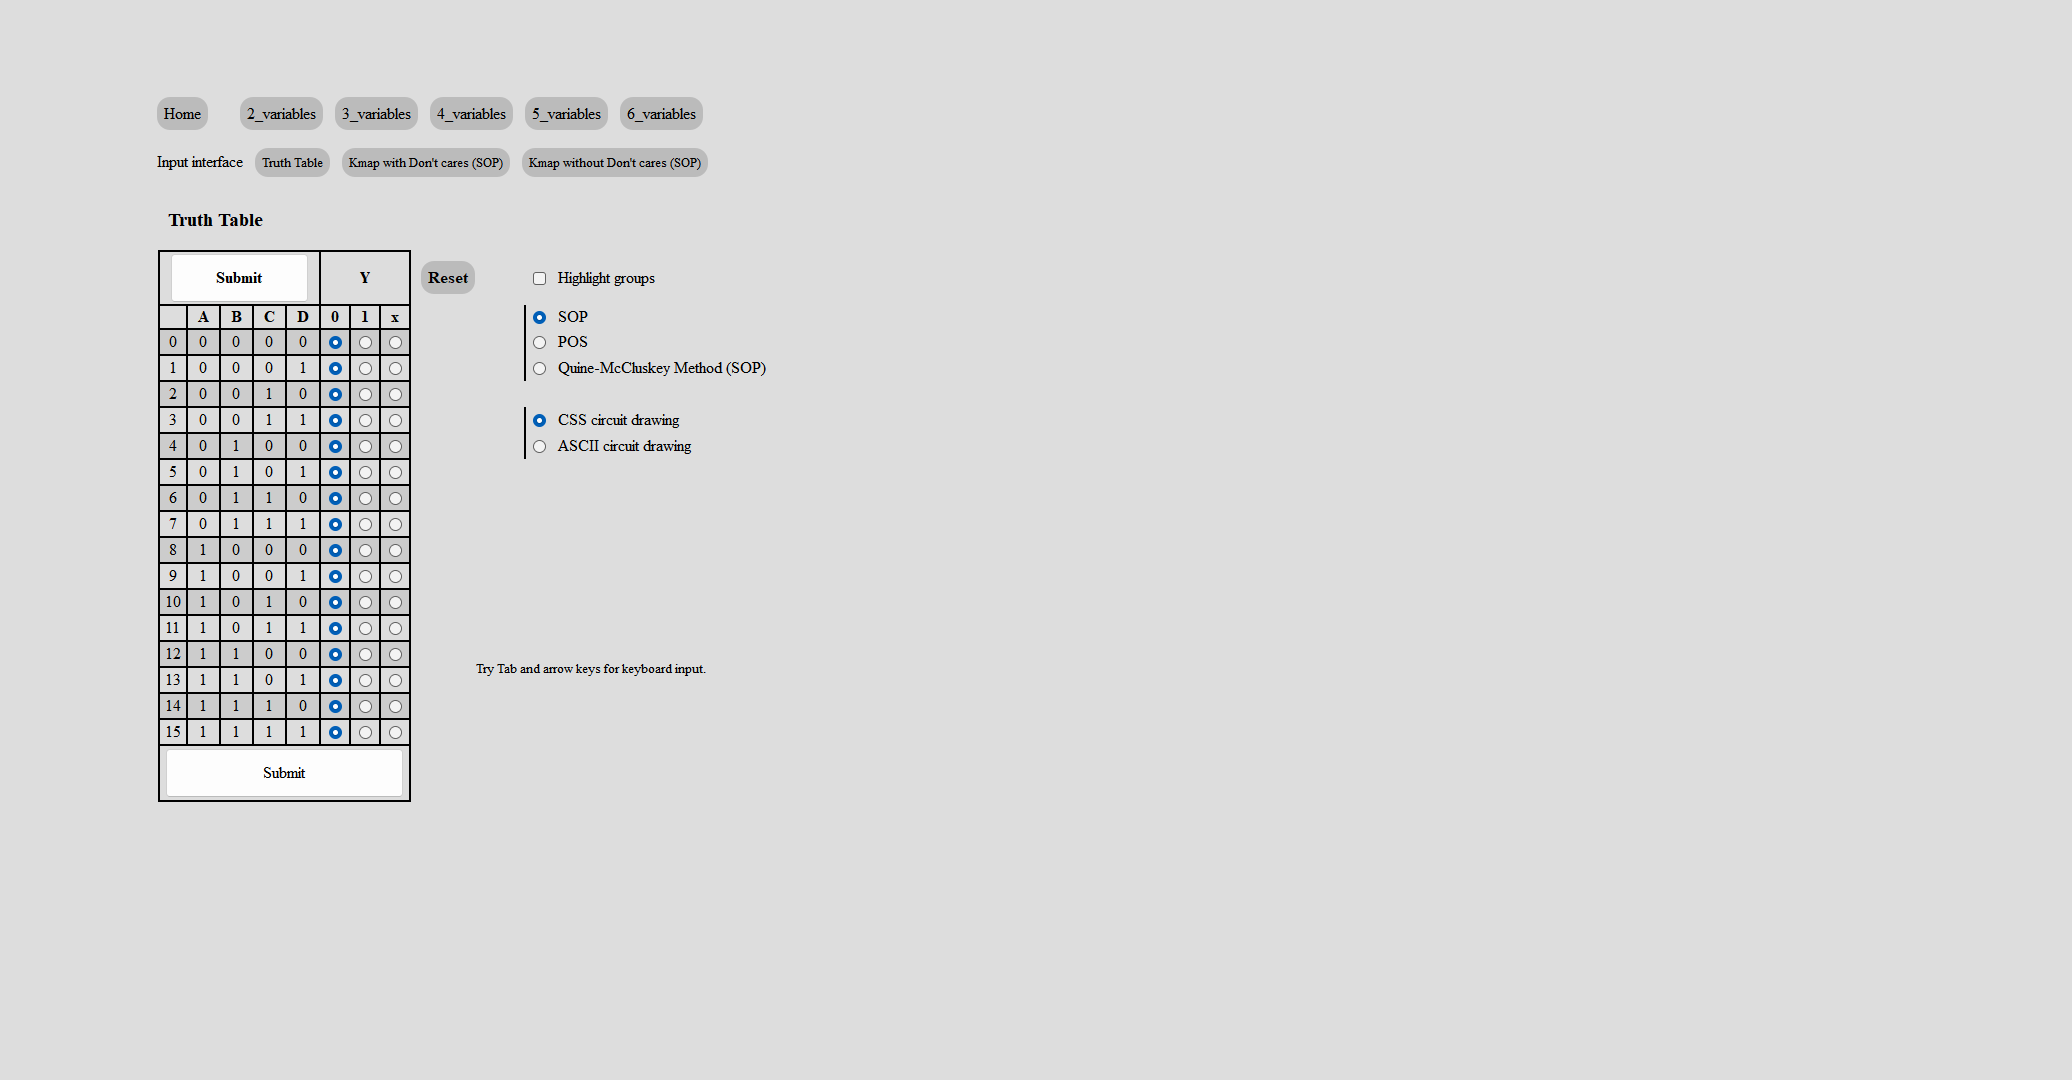 Home 2_variables 3_variables 4_variables 5_variables 6_variables
Input interface Truth Table Kmap with Don't cares (SOP) Kmap without Don't cares (SOP)
Truth Table
Submit Y Reset Highlight groups
A B C D 0 1 x SOP
0 0 0 0 0 POS
1 0 0 0 1 Quine-McCluskey Method (SOP)
2 0 0 1 0
3 0 0 1 1 CSS circuit drawing
4 0 1 0 0 ASCII circuit drawing
5 0 1 0 1
6 0 1 1 0
7 0 1 1 1
8 1 0 0 0
9 1 0 0 1
10 1 0 1 0
11 1 0 1 1
12 1 1 0 0
Try Tab and arrow keys for keyboard input.
13 1 1 0 1
14 1 1 1 0
15 1 1 1 1
Submit